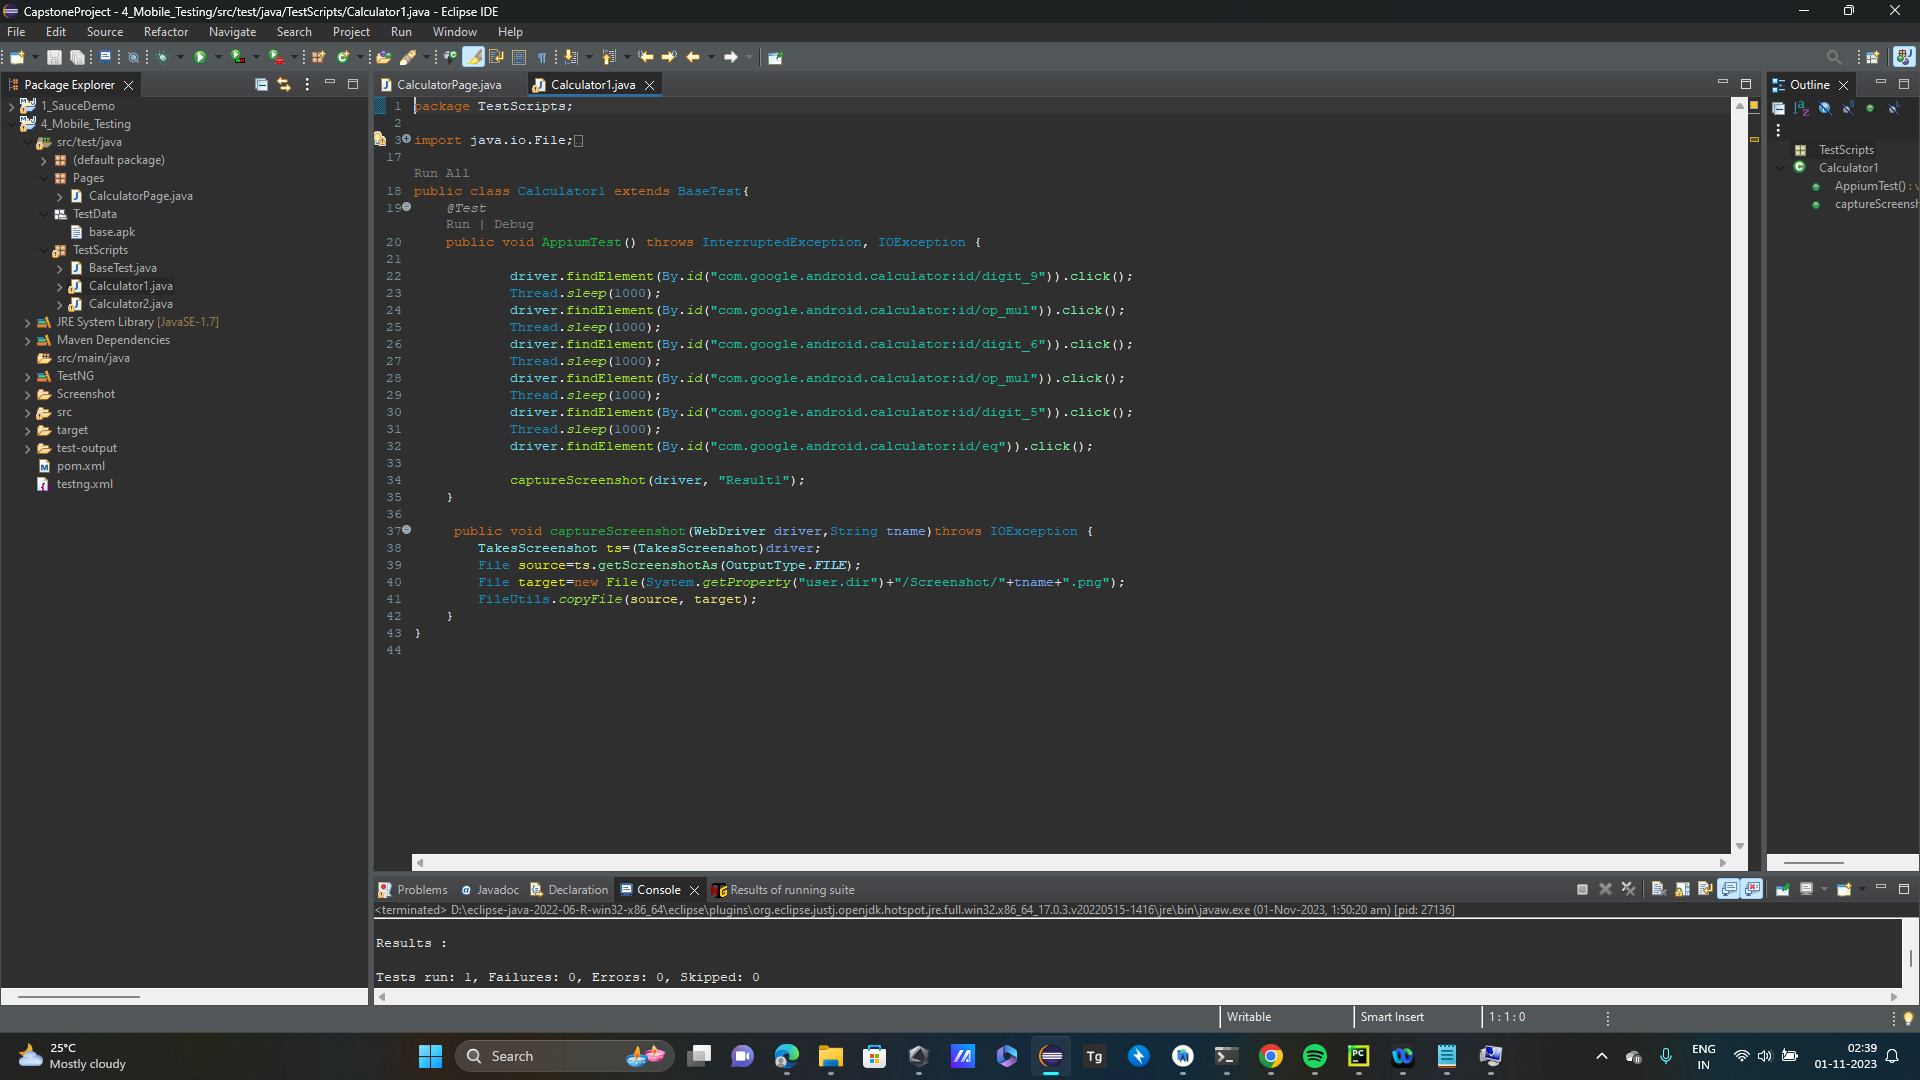 CapstoneProject - 4_Mobile_Testing/src/test/java/TestScripts/Calculator1.java - Eclipse IDE
File Edit Source Refactor Navigate Search Project Run Window Help
Package Explorer
1_SauceDemo
4_Mobile_Testing
src/test/java
(default package)
Pages
CalculatorPage.java
TestData
base.apk
TestScripts
BaseTest.java
Calculator1.java
Calculator2.java
JRE System Library [JavaSE-1.7]
Maven Dependencies
src/main/java
TestNG
Screenshot
src
target
test-output
pom.xml
testng.xml
CalculatorPage.java Calculator1.java
1 package TestScripts;
2
3 import java.io.File;
17
Run All
18 public class Calculator1 extends BaseTest{
19 @Test
Run | Debug
20 public void AppiumTest() throws InterruptedException, IOException {
21
22 driver.findElement(By.id("com.google.android.calculator:id/digit_9")).click();
23 Thread.sleep(1000);
24 driver.findElement(By.id("com.google.android.calculator:id/op_mul")).click();
25 Thread.sleep(1000);
26 driver.findElement(By.id("com.google.android.calculator:id/digit_6")).click();
27 Thread.sleep(1000);
28 driver.findElement(By.id("com.google.android.calculator:id/op_mul")).click();
29 Thread.sleep(1000);
30 driver.findElement(By.id("com.google.android.calculator:id/digit_5")).click();
31 Thread.sleep(1000);
32 driver.findElement(By.id("com.google.android.calculator:id/eq")).click();
33
34 captureScreenshot(driver, "Result1");
35 }
36
37 public void captureScreenshot(WebDriver driver,String tname)throws IOException {
38 TakesScreenshot ts=(TakesScreenshot)driver;
39 File source=ts.getScreenshotAs(OutputType.FILE);
40 File target=new File(System.getProperty("user.dir")+"/Screenshot/"+tname+".png");
41 FileUtils.copyFile(source, target);
42 }
43 }
44
Outline
TestScripts
Calculator1
AppiumTest() : v
captureScreensh
Problems Javadoc Declaration Console Results of running suite
<terminated> D:\eclipse-java-2022-06-R-win32-x86_64\eclipse\plugins\org.eclipse.justj.openjdk.hotspot.jre.full.win32.x86_64_17.0.3.v20220515-1416\jre\bin\javaw.exe (01-Nov-2023, 1:50:20 am) [pid: 27136]
Results :
Tests run: 1, Failures: 0, Errors: 0, Skipped: 0
Writable Smart Insert 1 : 1 : 0
25°C
Mostly cloudy
Search
Tg
PC
ENG
IN
02:39
01-11-2023